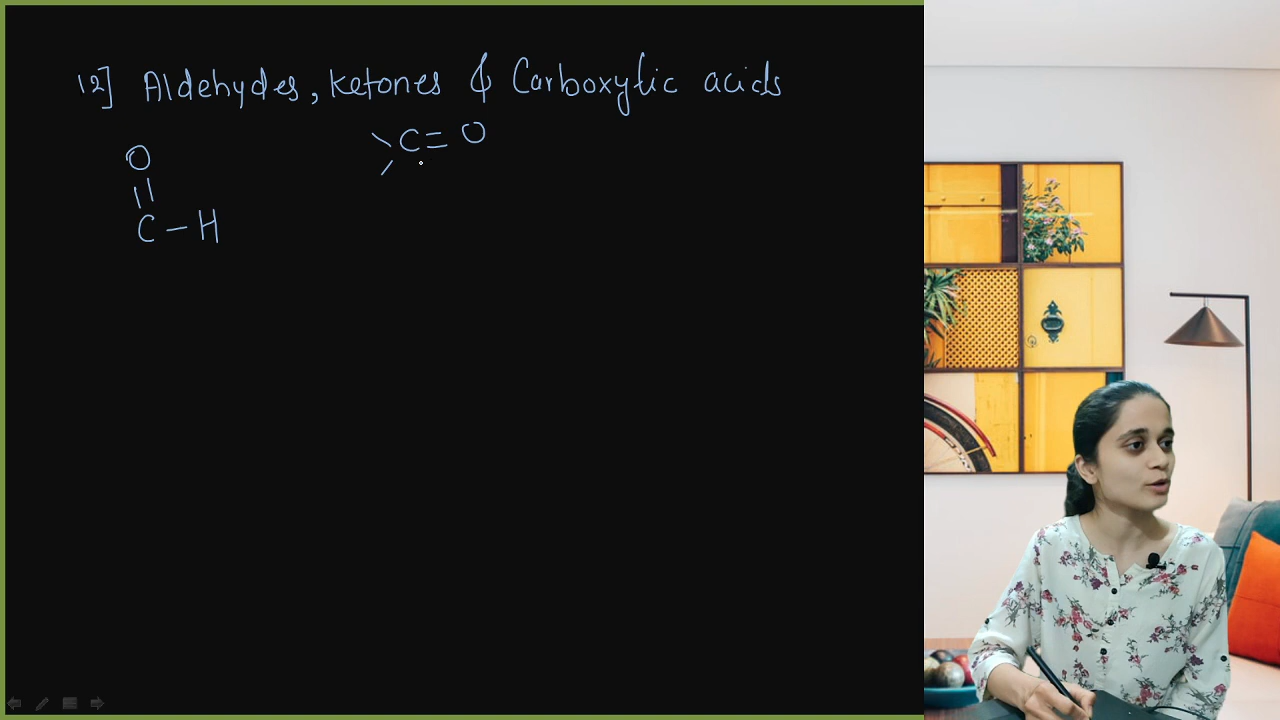 12] Aldehydes, ketones & Carboxylic acids
>C=O
O
||
C-H